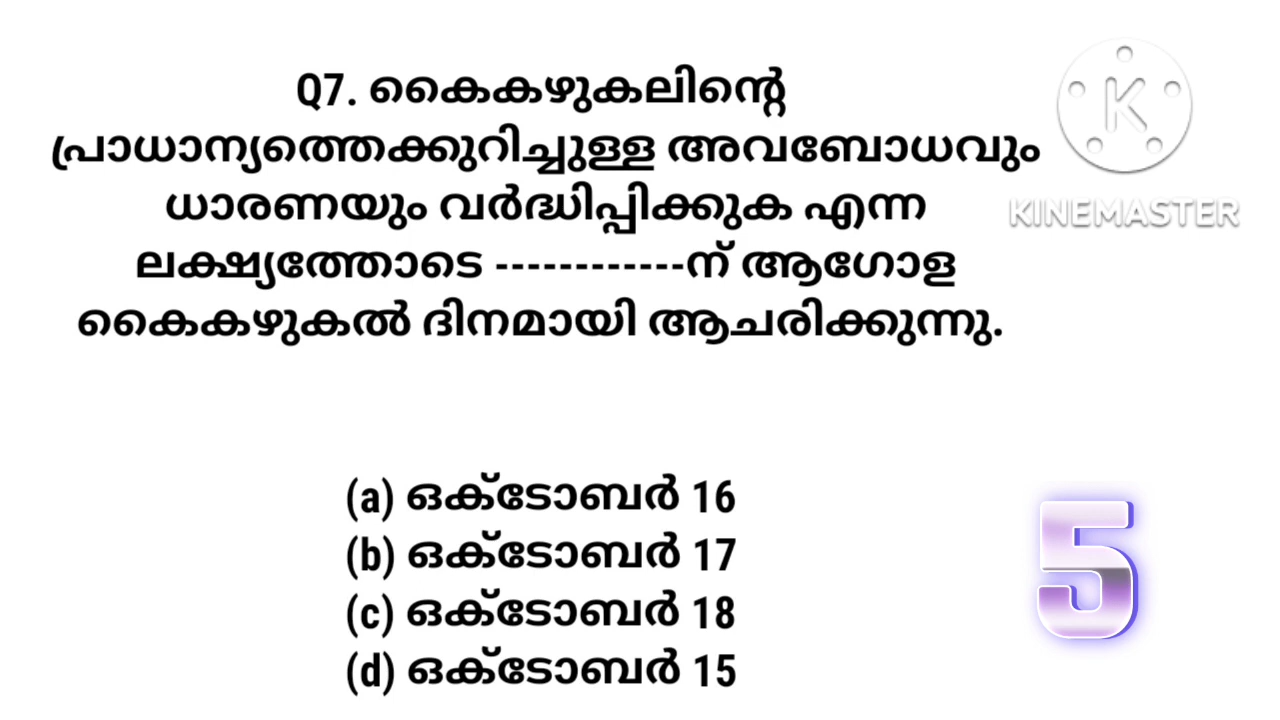 Q7. കൈകഴുകലിന്റെ
പ്രാധാന്യത്തെക്കുറിച്ചുള്ള അവബോധവും
ധാരണയും വർദ്ധിപ്പിക്കുക എന്ന
ലക്ഷ്യത്തോടെ ------------ന് ആഗോള
കൈകഴുകൽ ദിനമായി ആചരിക്കുന്നു.
(a) ഒക്ടോബർ 16
(b) ഒക്ടോബർ 17
(c) ഒക്ടോബർ 18
(d) ഒക്ടോബർ 15
K
KINEMASTER
5